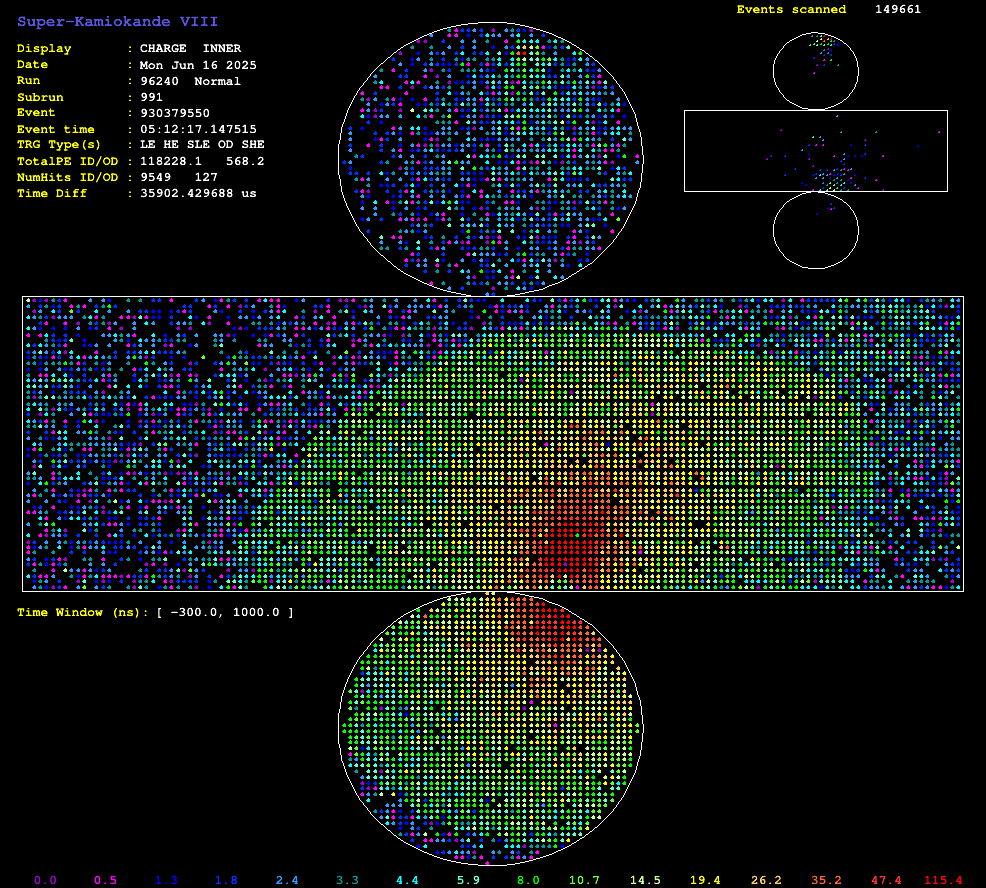 Super-Kamiokande VIII
Display : CHARGE INNER
Date : Mon Jun 16 2025
Run : 96240 Normal
Subrun : 991
Event : 930379550
Event time : 05:12:17.147515
TRG Type(s) : LE HE SLE OD SHE
TotalPE ID/OD : 118228.1 568.2
NumHits ID/OD : 9549 127
Time Diff : 35902.429688 us
Events scanned 149661
Time Window (ns): [ -300.0, 1000.0 ]
0.0 0.5 1.3 1.8 2.4 3.3 4.4 5.9 8.0 10.7 14.5 19.4 26.2 35.2 47.4 115.4